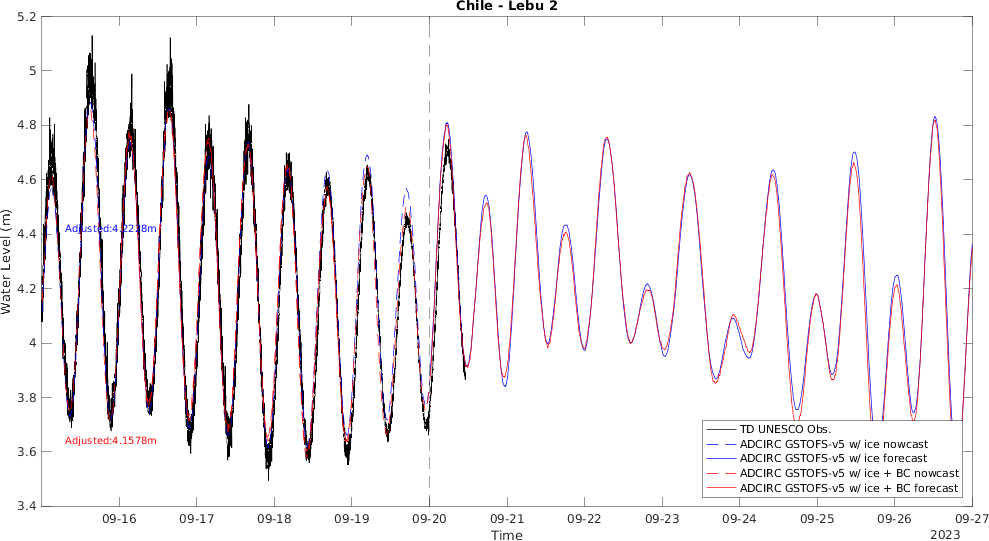 Chile - Lebu 2
5.2
5
4.8
4.6
4.4
4.2
4
3.8
3.6
3.4
Water Level (m)
Adjusted:4.2228m
Adjusted:4.1578m
TD UNESCO Obs.
ADCIRC GSTOFS-v5 w/ ice nowcast
ADCIRC GSTOFS-v5 w/ ice forecast
ADCIRC GSTOFS-v5 w/ ice + BC nowcast
ADCIRC GSTOFS-v5 w/ ice + BC forecast
09-16 09-17 09-18 09-19 09-20 09-21 09-22 09-23 09-24 09-25 09-26 09-27
Time
2023